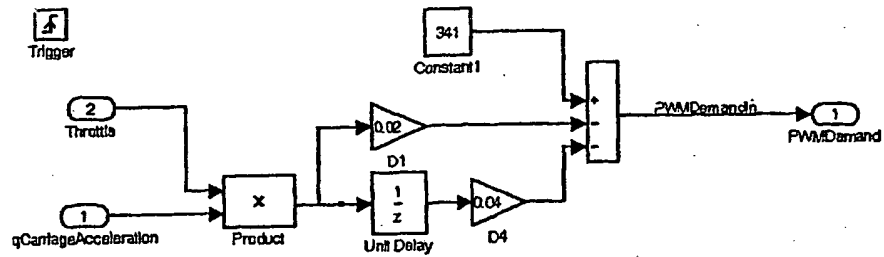 Trigger
341
Constant1
2
Throttle
0.02
D1
+
-
-
PWMDemandin
1
PWMDemand
1
qCarriageAcceleration
x
Product
1
z
Unit Delay
0.04
D4